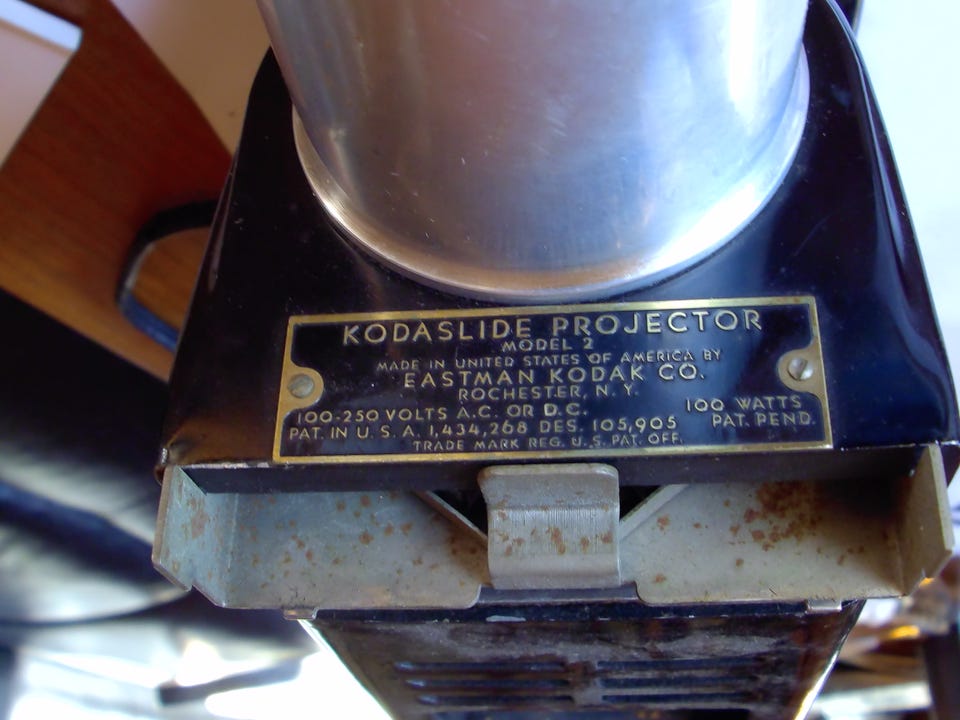 KODASLIDE PROJECTOR
MODEL 2
MADE IN UNITED STATES OF AMERICA BY
EASTMAN KODAK CO.
ROCHESTER, N. Y.
100-250 VOLTS A.C. OR D.C. 100 WATTS
PAT. IN U. S. A. 1,434,268 DES. 105,905 PAT. PEND.
TRADE MARK REG. U.S. PAT. OFF.